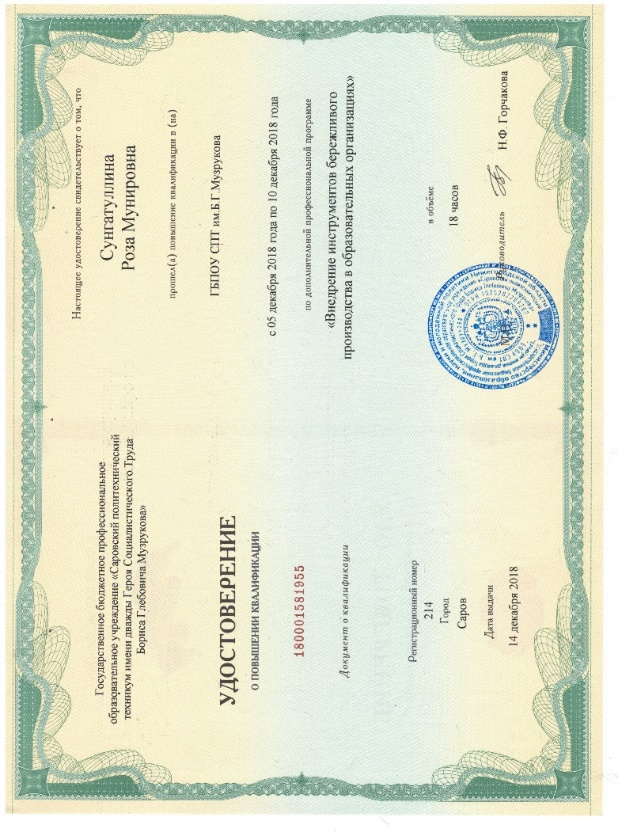 Государственное бюджетное профессиональное
образовательное учреждение «Саровский политехнический
техникум имени дважды Героя Социалистического Труда
Бориса Глебовича Музрукова»
УДОСТОВЕРЕНИЕ
О ПОВЫШЕНИИ КВАЛИФИКАЦИИ
180001581955
Документ о квалификации
Регистрационный номер
214
Город
Саров
Дата выдачи
14 декабря 2018
Настоящее удостоверение свидетельствует о том, что
Сунгатуллина
Роза Мунировна
прошел(а) повышение квалификации в (на)
ГБПОУ СПТ им.Б.Г.Музрукова
с 05 декабря 2018 года по 10 декабря 2018 года
по дополнительной профессиональной программе
«Внедрение инструментов бережливого
производства в образовательных организациях»
в объёме
18 часов
Руководитель
Н.Ф. Горчакова
М.П.